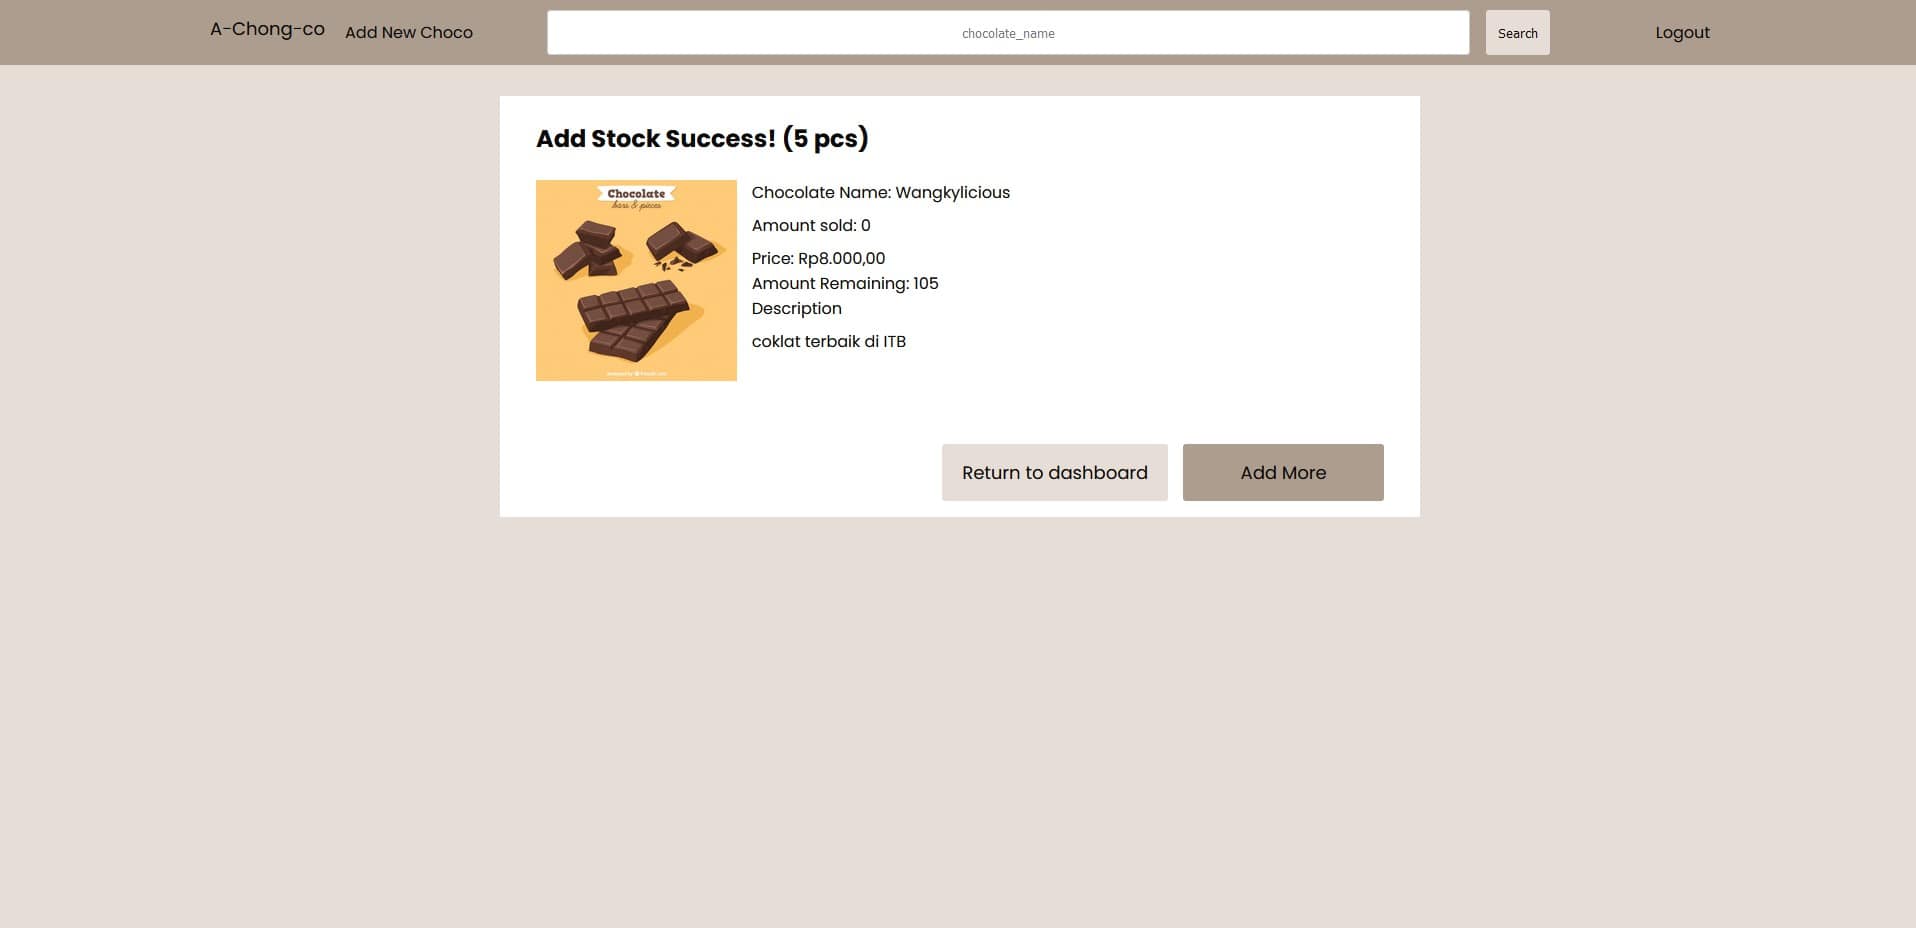 A-Chong-co Add New Choco chocolate_name Search Logout
Add Stock Success! (5 pcs)
Chocolate
bars & pieces
Chocolate Name: Wangkylicious
Amount sold: 0
Price: Rp8.000,00
Amount Remaining: 105
Description
coklat terbaik di ITB
Return to dashboard Add More